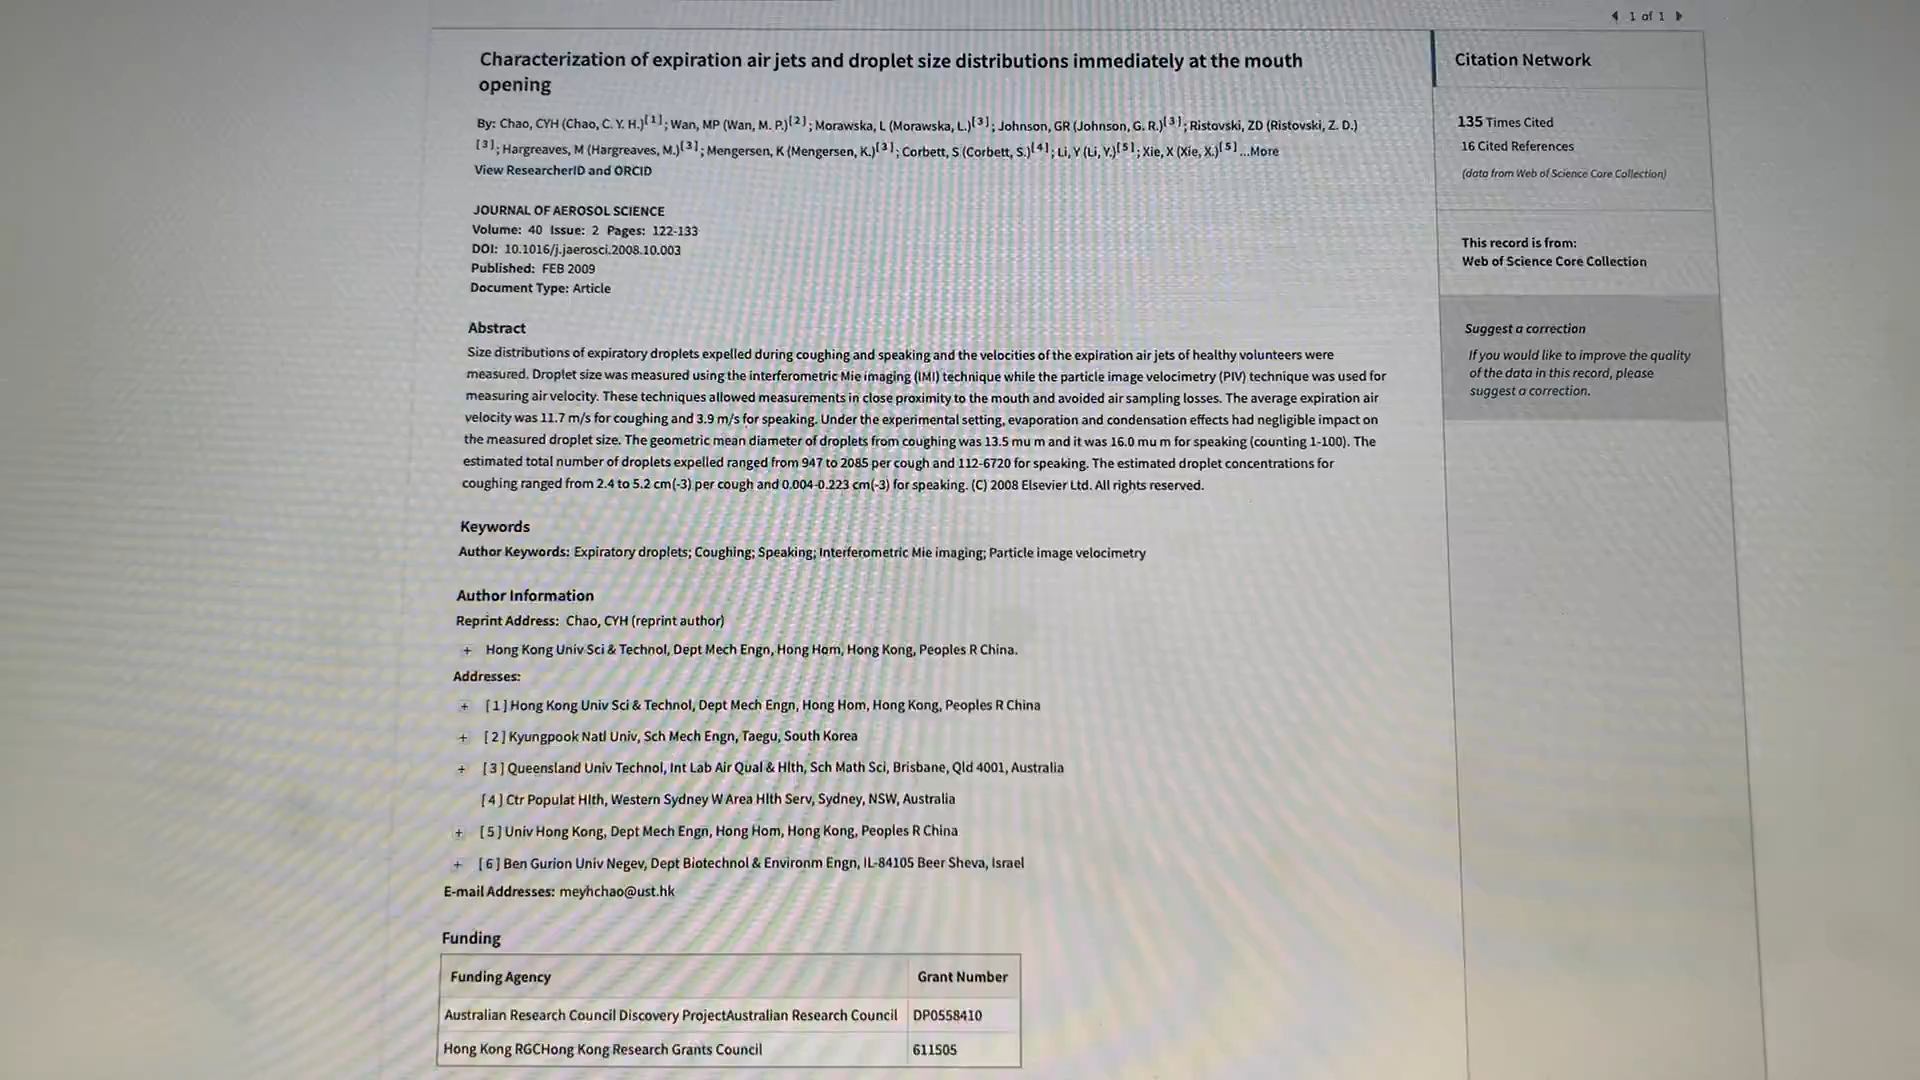 1 of 1
Characterization of expiration air jets and droplet size distributions immediately at the mouth
opening
By: Chao, CYH (Chao, C. Y. H.)[1]; Wan, MP (Wan, M. P.)[2]; Morawska, L (Morawska, L.)[3]; Johnson, GR (Johnson, G. R.)[3]; Ristovski, ZD (Ristovski, Z. D.)
[3]; Hargreaves, M (Hargreaves, M.)[3]; Mengersen, K (Mengersen, K.)[3]; Corbett, S (Corbett, S.)[4]; Li, Y (Li, Y.)[5]; Xie, X (Xie, X.)[5] ...More
View ResearcherID and ORCID
JOURNAL OF AEROSOL SCIENCE
Volume: 40 Issue: 2 Pages: 122-133
DOI: 10.1016/j.jaerosci.2008.10.003
Published: FEB 2009
Document Type: Article
Abstract
Size distributions of expiratory droplets expelled during coughing and speaking and the velocities of the expiration air jets of healthy volunteers were
measured. Droplet size was measured using the interferometric Mie imaging (IMI) technique while the particle image velocimetry (PIV) technique was used for
measuring air velocity. These techniques allowed measurements in close proximity to the mouth and avoided air sampling losses. The average expiration air
velocity was 11.7 m/s for coughing and 3.9 m/s for speaking. Under the experimental setting, evaporation and condensation effects had negligible impact on
the measured droplet size. The geometric mean diameter of droplets from coughing was 13.5 mu m and it was 16.0 mu m for speaking (counting 1-100). The
estimated total number of droplets expelled ranged from 947 to 2085 per cough and 112-6720 for speaking. The estimated droplet concentrations for
coughing ranged from 2.4 to 5.2 cm(-3) per cough and 0.004-0.223 cm(-3) for speaking. (C) 2008 Elsevier Ltd. All rights reserved.
Keywords
Author Keywords: Expiratory droplets; Coughing; Speaking; Interferometric Mie imaging; Particle image velocimetry
Author Information
Reprint Address: Chao, CYH (reprint author)
+ Hong Kong Univ Sci & Technol, Dept Mech Engn, Hong Hom, Hong Kong, Peoples R China.
Addresses:
+ [ 1 ] Hong Kong Univ Sci & Technol, Dept Mech Engn, Hong Hom, Hong Kong, Peoples R China
+ [ 2 ] Kyungpook Natl Univ, Sch Mech Engn, Taegu, South Korea
+ [ 3 ] Queensland Univ Technol, Int Lab Air Qual & Hlth, Sch Math Sci, Brisbane, Qld 4001, Australia
[ 4 ] Ctr Populat Hlth, Western Sydney W Area Hlth Serv, Sydney, NSW, Australia
+ [ 5 ] Univ Hong Kong, Dept Mech Engn, Hong Hom, Hong Kong, Peoples R China
+ [ 6 ] Ben Gurion Univ Negev, Dept Biotechnol & Environm Engn, IL-84105 Beer Sheva, Israel
E-mail Addresses: meyhchao@ust.hk
Funding
Funding Agency Grant Number
Australian Research Council Discovery ProjectAustralian Research Council DP0558410
Hong Kong RGCHong Kong Research Grants Council 611505
Citation Network
135 Times Cited
16 Cited References
(data from Web of Science Core Collection)
This record is from:
Web of Science Core Collection
Suggest a correction
If you would like to improve the quality
of the data in this record, please
suggest a correction.